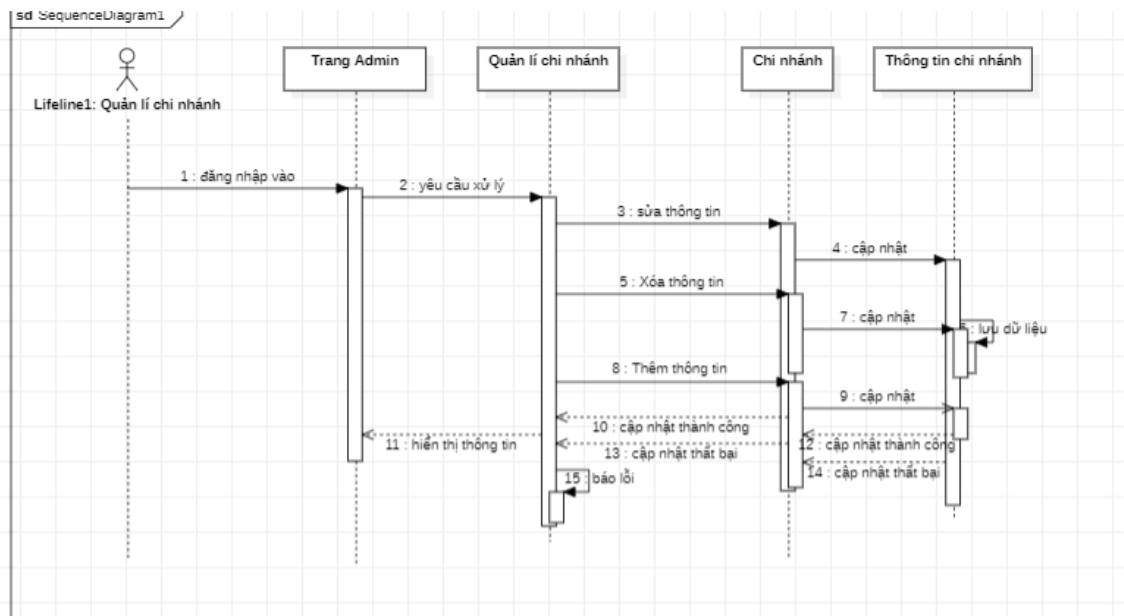 sd SequenceDiagram1
Trang Admin
Quản lí chi nhánh
Chi nhánh
Thông tin chi nhánh
Lifeline1: Quản lí chi nhánh
1 : đăng nhập vào
2 : yêu cầu xử lý
3 : sửa thông tin
4 : cập nhật
5 : Xóa thông tin
7 : cập nhật
: lưu dữ liệu
8 : Thêm thông tin
9 : cập nhật
10 : cập nhật thành công
11 : hiển thị thông tin
12 : cập nhật thành công
13 : cập nhật thất bại
14 : cập nhật thất bại
15 : báo lỗi